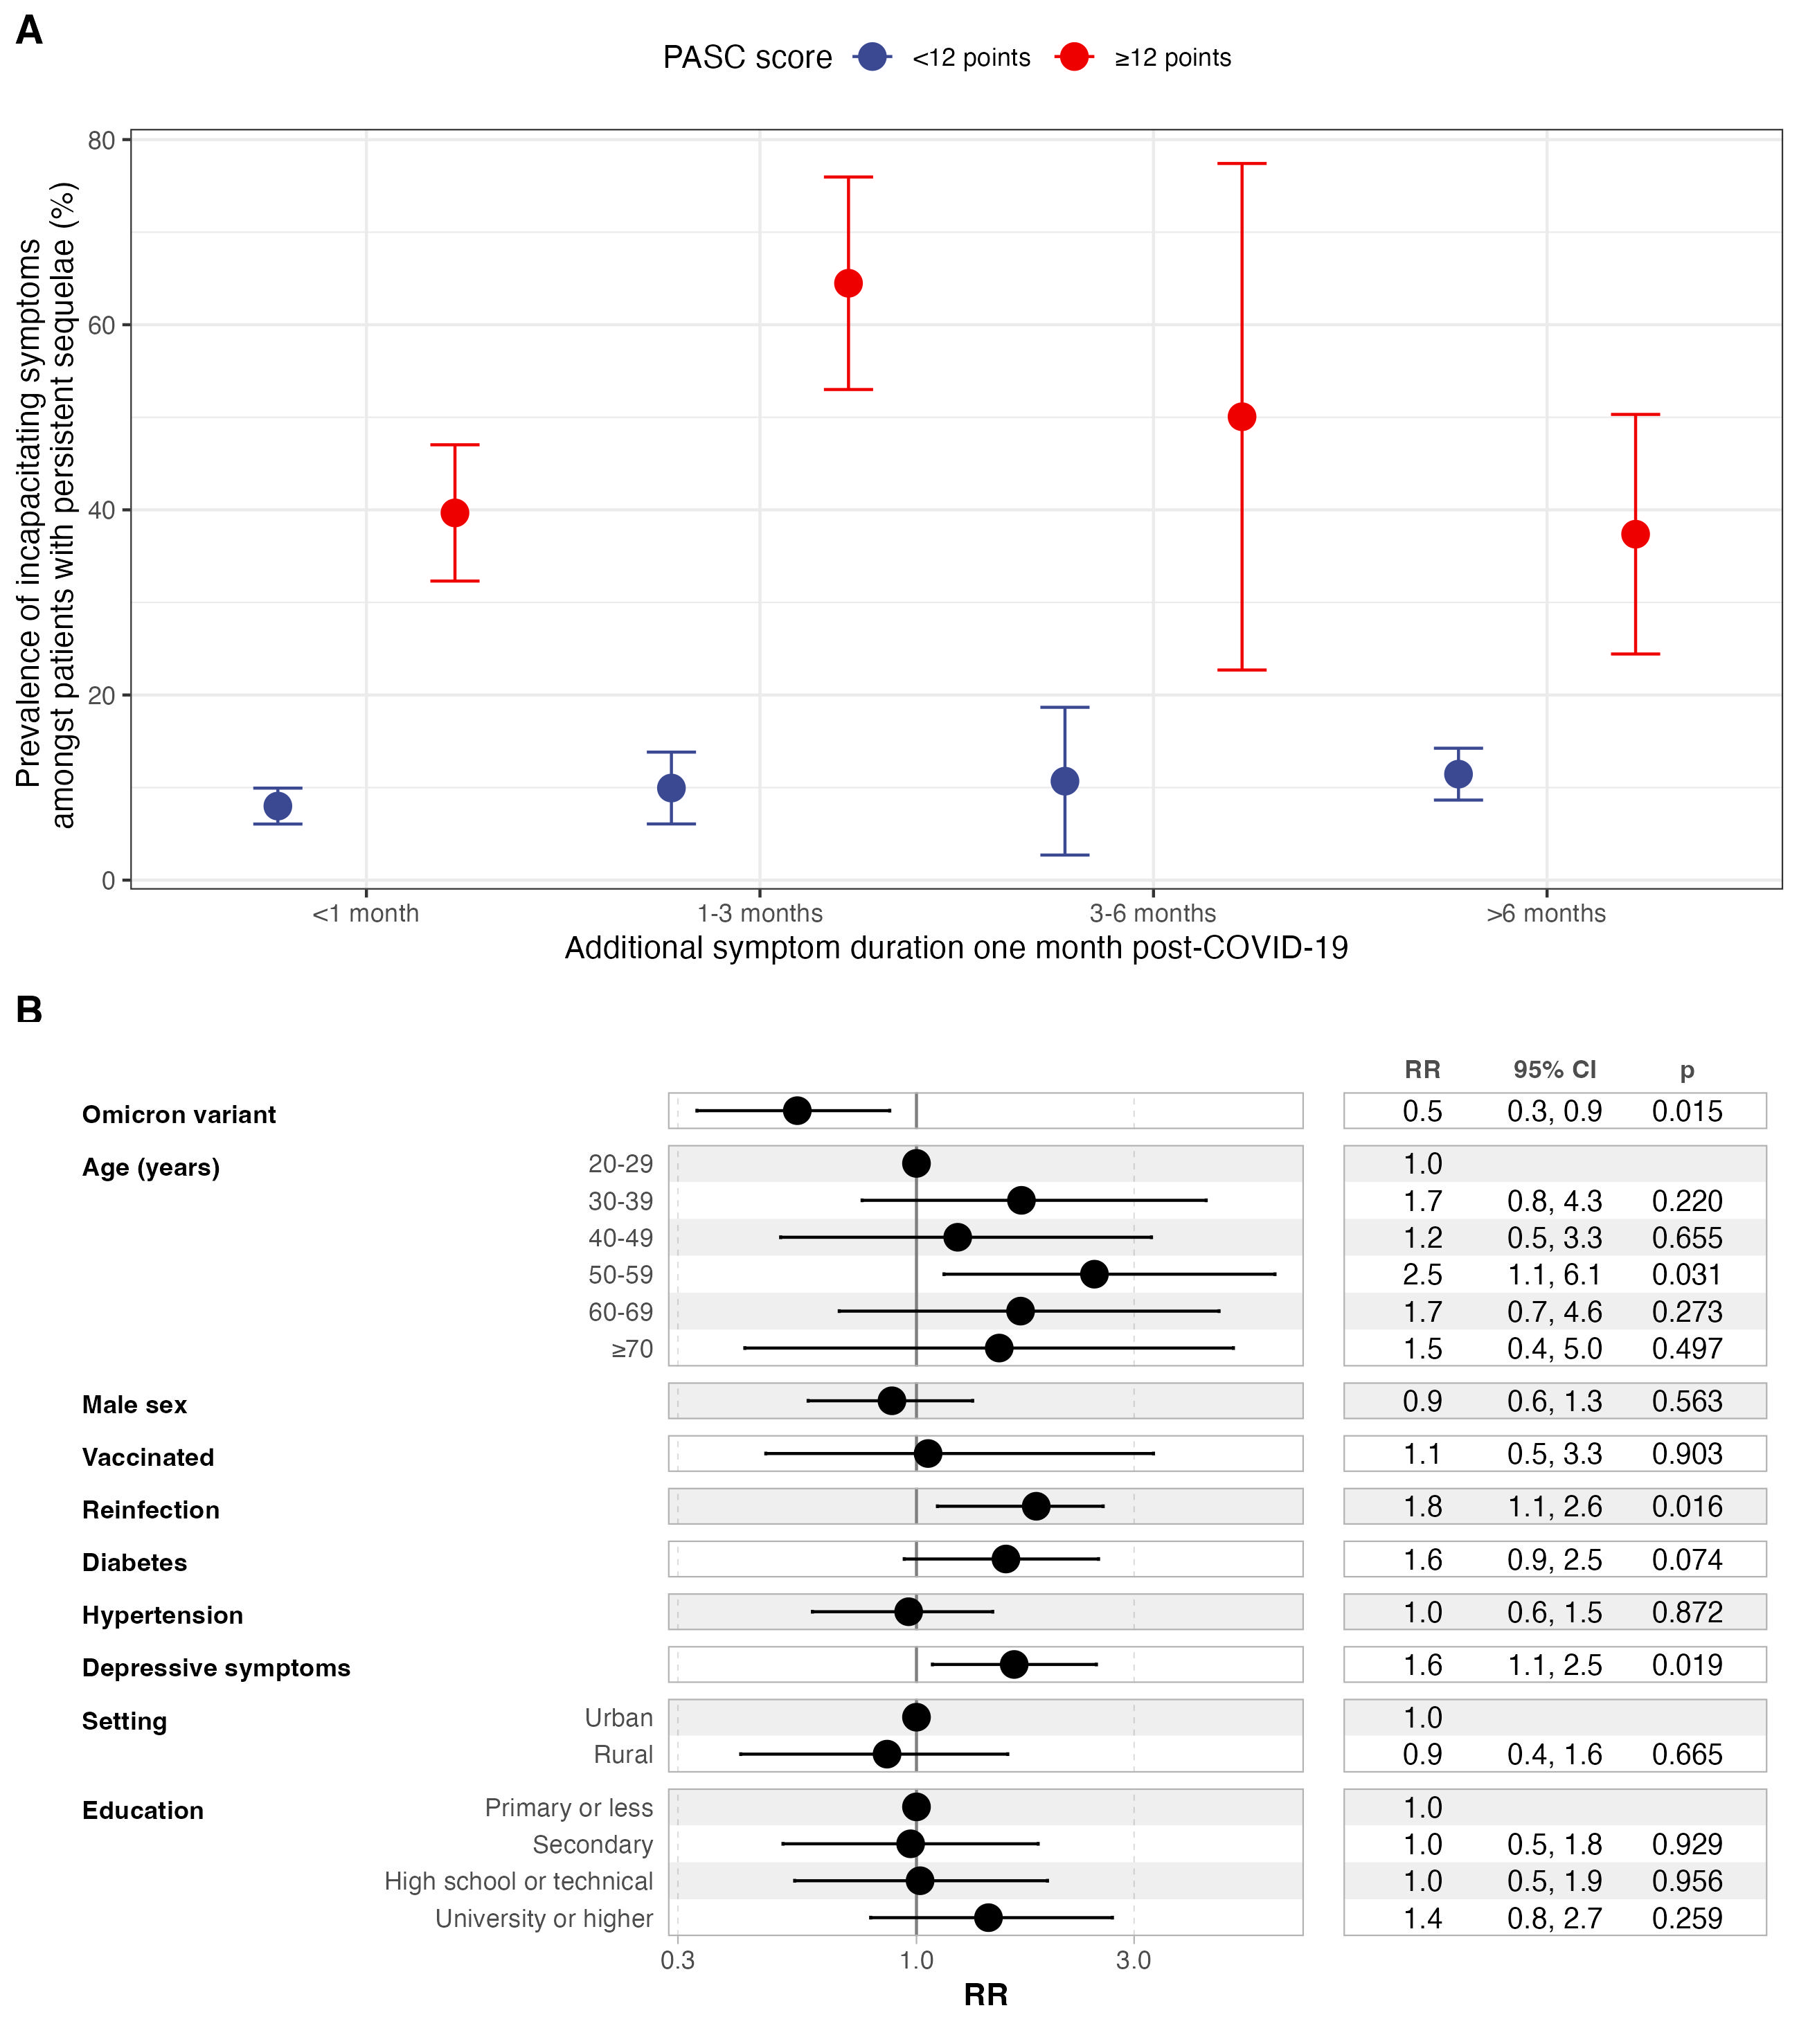 A
PASC score <12 points ≥12 points
Prevalence of incapacitating symptoms
amongst patients with persistent sequelae (%)
80
60
40
20
0
<1 month 1-3 months 3-6 months >6 months
Additional symptom duration one month post-COVID-19
B
RR 95% CI p
Omicron variant 0.5 0.3, 0.9 0.015
Age (years) 20-29 1.0
30-39 1.7 0.8, 4.3 0.220
40-49 1.2 0.5, 3.3 0.655
50-59 2.5 1.1, 6.1 0.031
60-69 1.7 0.7, 4.6 0.273
≥70 1.5 0.4, 5.0 0.497
Male sex 0.9 0.6, 1.3 0.563
Vaccinated 1.1 0.5, 3.3 0.903
Reinfection 1.8 1.1, 2.6 0.016
Diabetes 1.6 0.9, 2.5 0.074
Hypertension 1.0 0.6, 1.5 0.872
Depressive symptoms 1.6 1.1, 2.5 0.019
Setting Urban 1.0
Rural 0.9 0.4, 1.6 0.665
Education Primary or less 1.0
Secondary 1.0 0.5, 1.8 0.929
High school or technical 1.0 0.5, 1.9 0.956
University or higher 1.4 0.8, 2.7 0.259
0.3 1.0 3.0
RR